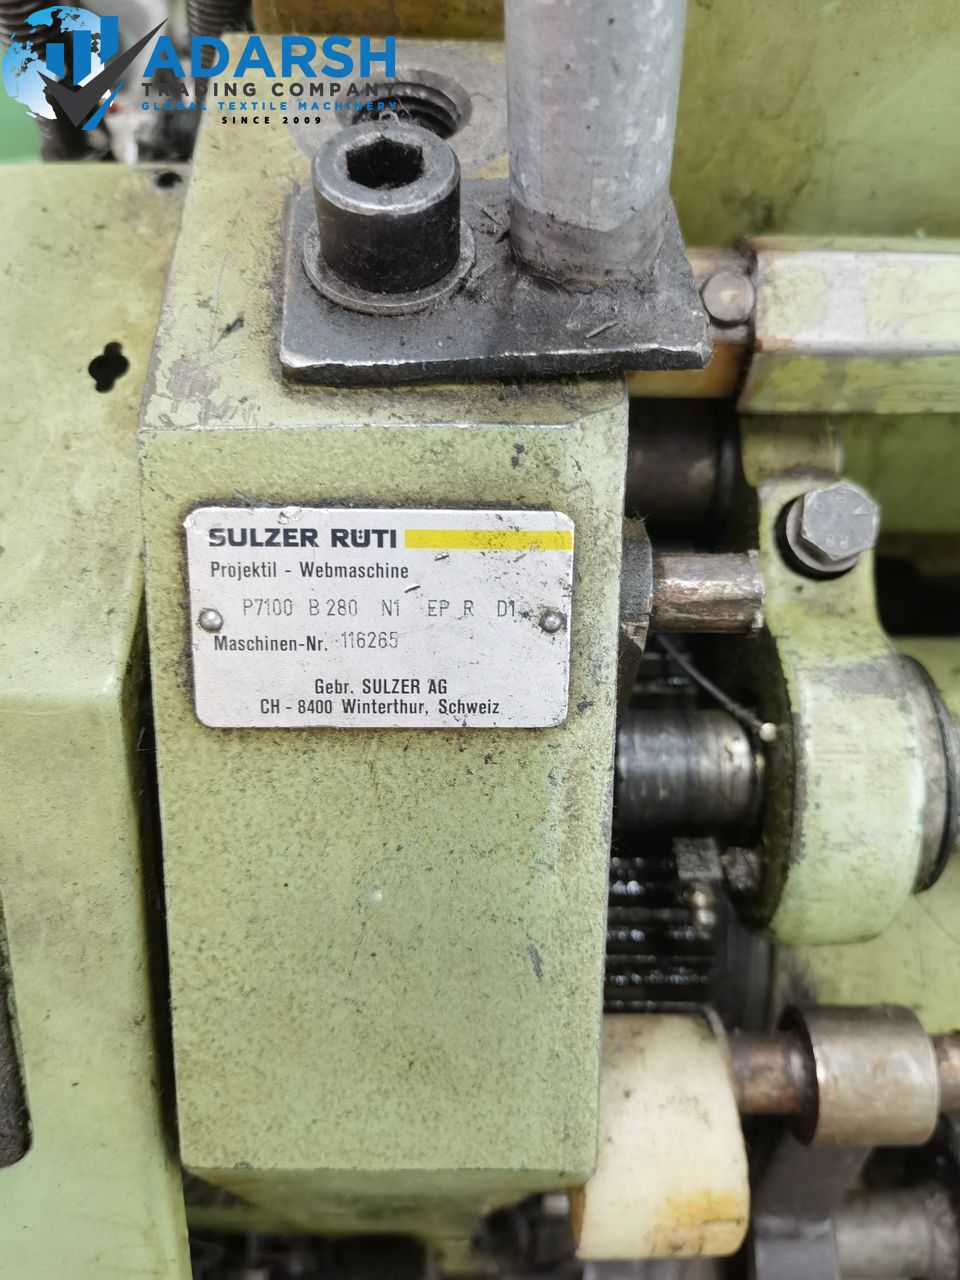 ADARSH
TRADING COMPANY
GLOBAL TEXTILE MACHINERY
SINCE 2009
SULZER RÜTI
Projektil - Webmaschine
P7100 B 280 N1 EP R D1
Maschinen-Nr. 116265
Gebr. SULZER AG
CH - 8400 Winterthur, Schweiz